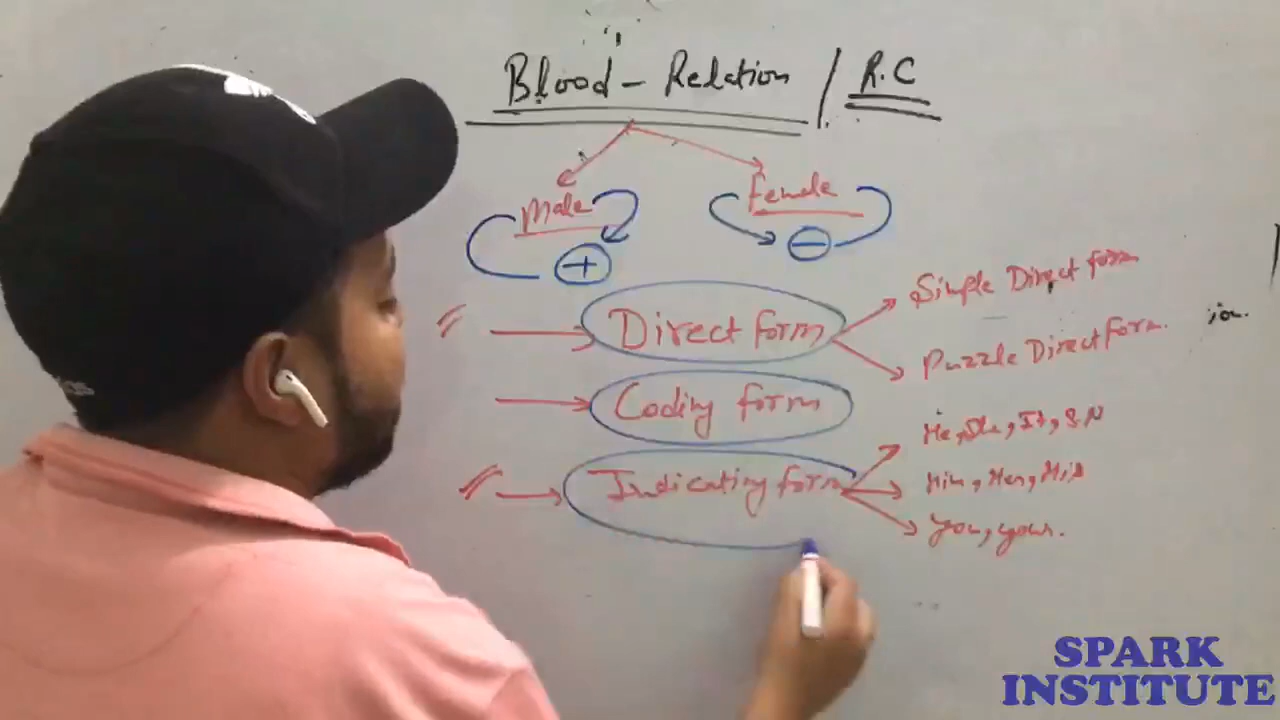 Blood - Relation / R.C
Male
Female
+
−
Direct form
Simple Direct form
Puzzle Direct form.
Coding form
He, She, It, S.N
Indicating form
Him, Her, His
You, your.
SPARK
INSTITUTE